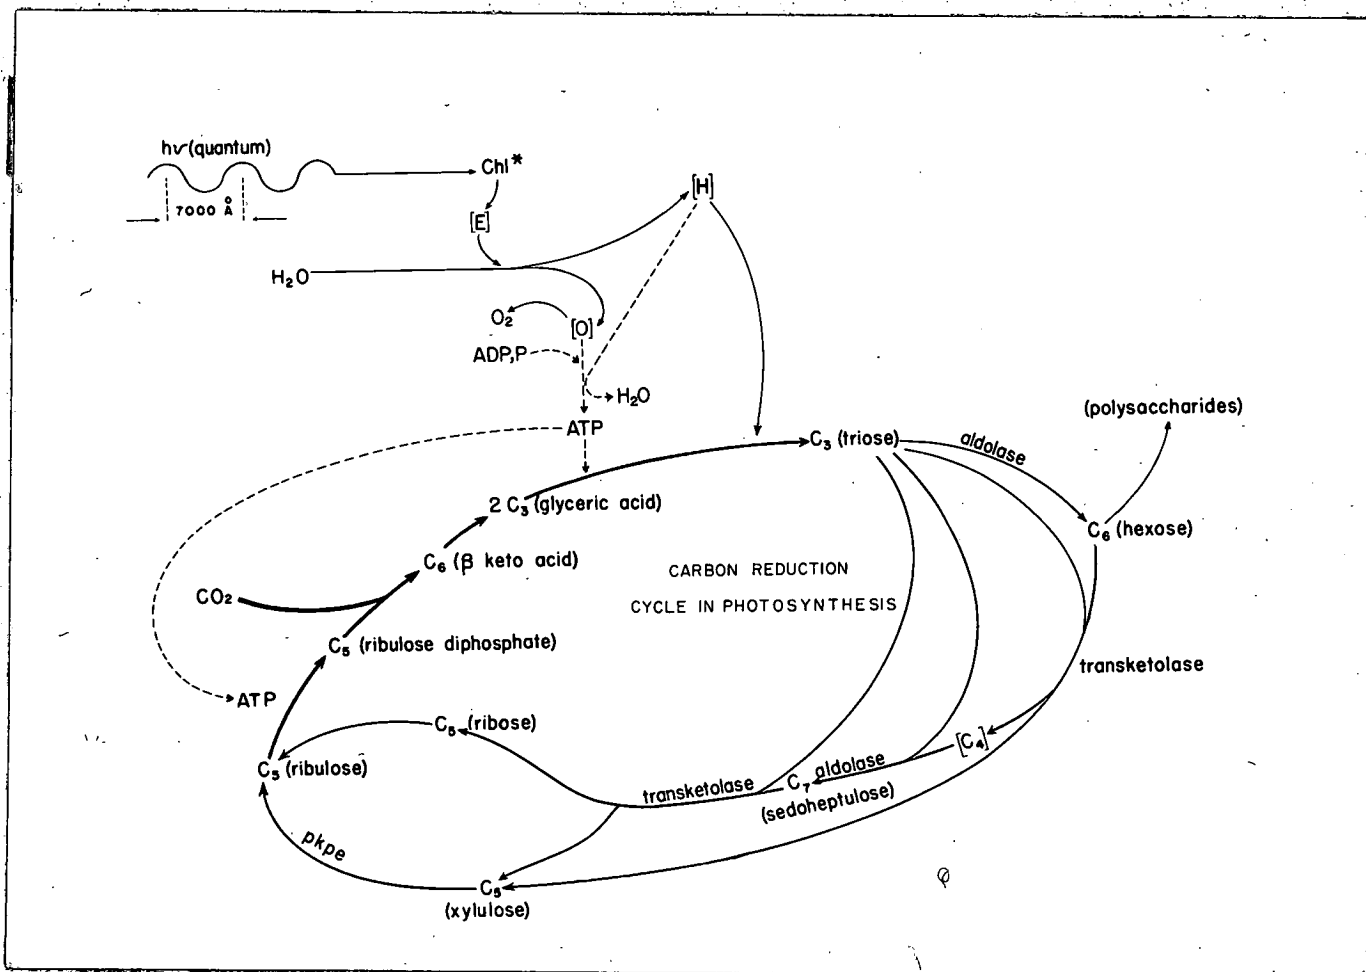 hν (quantum)
7000 Å
Chl*
[E]
[H]
H₂O
O₂
[O]
ADP,P
H₂O
ATP
(polysaccharides)
C₃ (triose)
aldolase
2 C₃ (glyceric acid)
C₆ (hexose)
C₆ (β keto acid)
CARBON REDUCTION
CYCLE IN PHOTOSYNTHESIS
CO₂
C₅ (ribulose diphosphate)
transketolase
ATP
C₅ (ribose)
[C₄]
C₅ (ribulose)
aldolase
C₇
(sedoheptulose)
transketolase
pkpe
C₅
(xylulose)